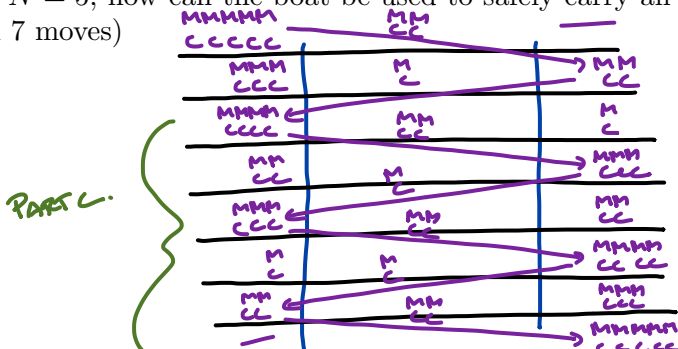 N = 5, how can the boat be used to safely carry all
7 moves)
MMMMM MM
CCCCC CC
MMM M MM
CCC C CC
MMMM MM M
CCCC CC C
MM M MMM
CC C CCC
PART C.
MMM MM MM
CCC CC CC
M M MMMM
C C CC CC
MM MM MMM
CC CC CCC
MMMMM